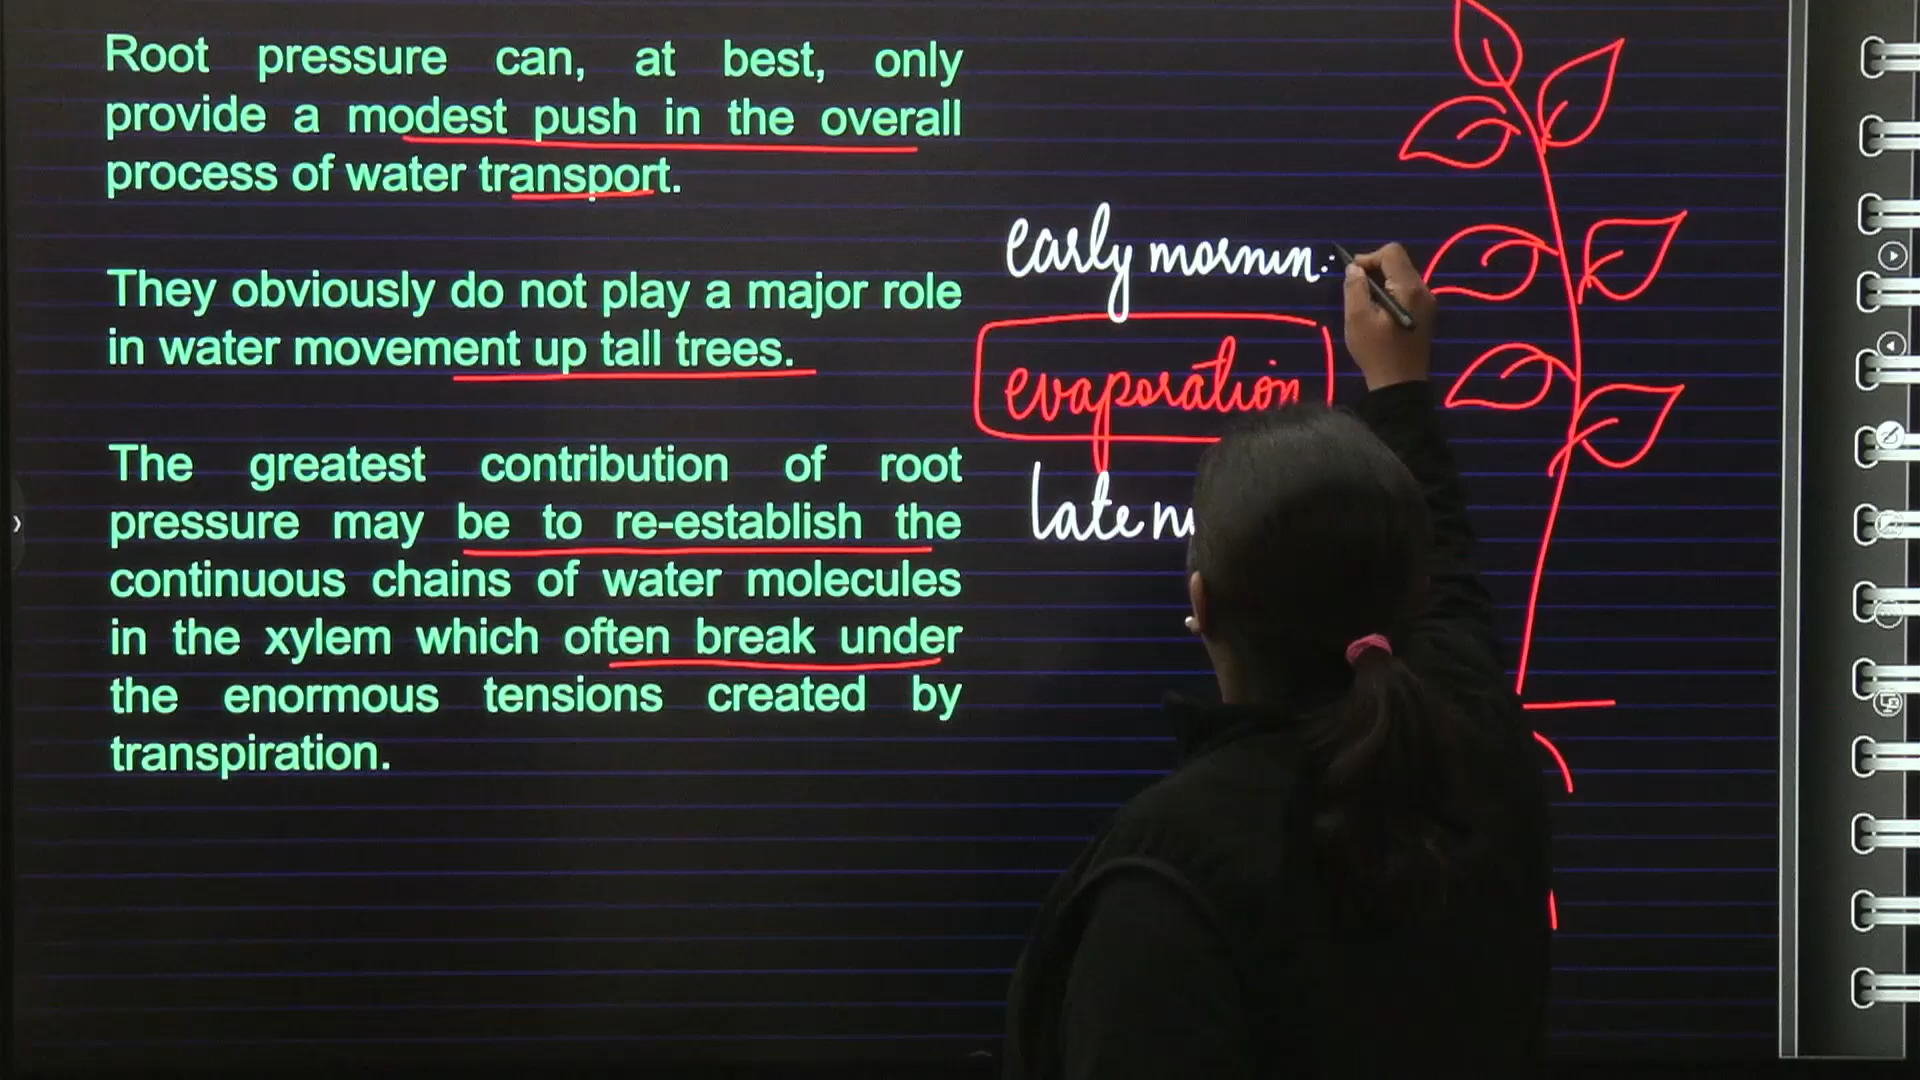 Root pressure can, at best, only
provide a modest push in the overall
process of water transport.
They obviously do not play a major role
in water movement up tall trees.
The greatest contribution of root
pressure may be to re-establish the
continuous chains of water molecules
in the xylem which often break under
the enormous tensions created by
transpiration.
early mornin
evaporation
late